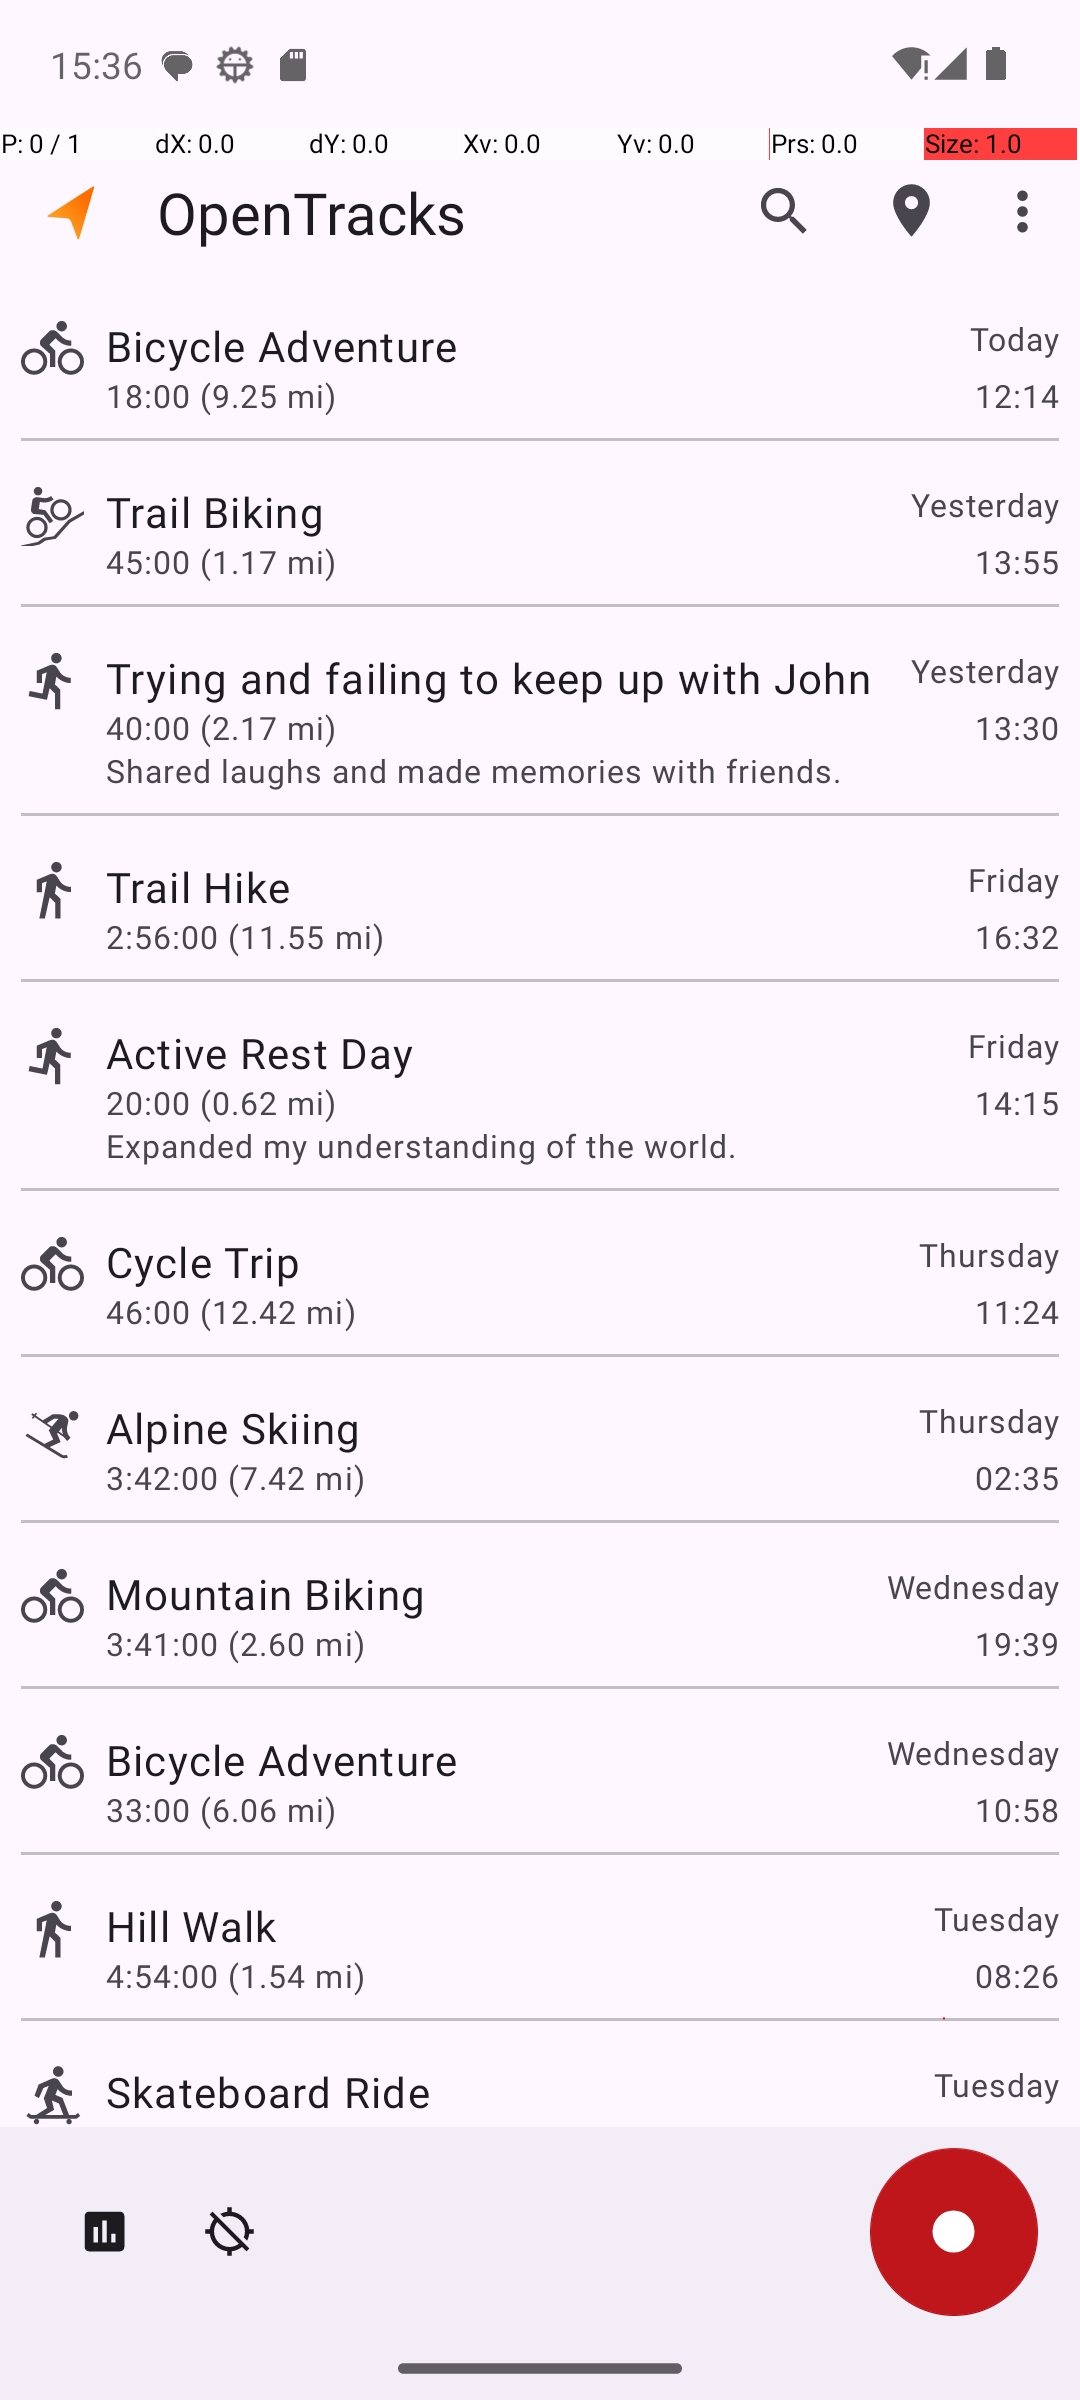 15:36
P: 0 / 1 dX: 0.0 dY: 0.0 Xv: 0.0 Yv: 0.0 Prs: 0.0 Size: 1.0
OpenTracks
Bicycle Adventure Today
18:00 (9.25 mi) 12:14
Trail Biking Yesterday
45:00 (1.17 mi) 13:55
Trying and failing to keep up with John Yesterday
40:00 (2.17 mi) 13:30
Shared laughs and made memories with friends.
Trail Hike Friday
2:56:00 (11.55 mi) 16:32
Active Rest Day Friday
20:00 (0.62 mi) 14:15
Expanded my understanding of the world.
Cycle Trip Thursday
46:00 (12.42 mi) 11:24
Alpine Skiing Thursday
3:42:00 (7.42 mi) 02:35
Mountain Biking Wednesday
3:41:00 (2.60 mi) 19:39
Bicycle Adventure Wednesday
33:00 (6.06 mi) 10:58
Hill Walk Tuesday
4:54:00 (1.54 mi) 08:26
Skateboard Ride Tuesday